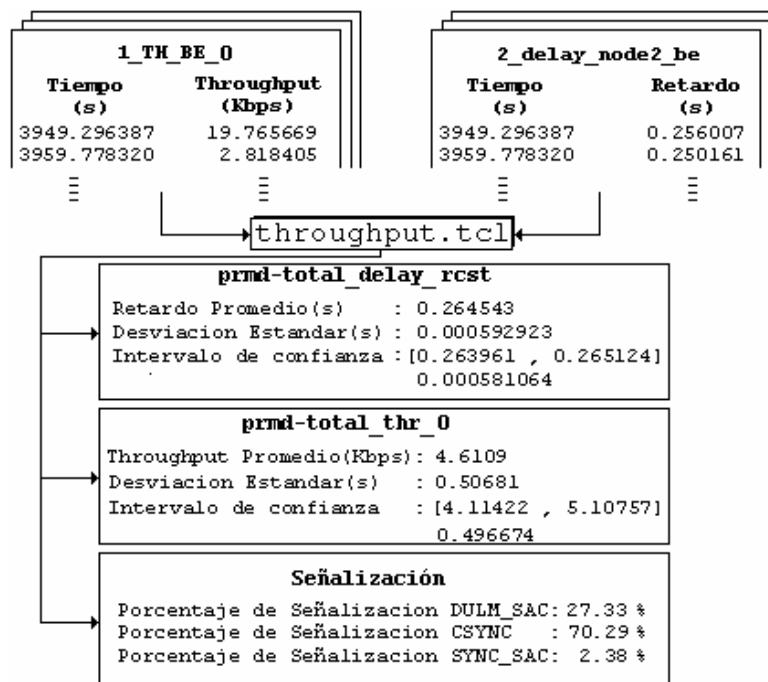 1_TH_BE_0
Tiempo (s) Throughput (Kbps)
3949.296387 19.765669
3959.778320 2.818405
2_delay_node2_be
Tiempo (s) Retardo (s)
3949.296387 0.256007
3959.778320 0.250161
throughput.tcl
prmd-total_delay_rcst
Retardo Promedio(s) : 0.264543
Desviacion Estandar(s) : 0.000592923
Intervalo de confianza :[0.263961 , 0.265124]
0.000581064
prmd-total_thr_0
Throughput Promedio(Kbps): 4.6109
Desviacion Estandar(s) : 0.50681
Intervalo de confianza : [4.11422 , 5.10757]
0.496674
Señalización
Porcentaje de Señalizacion DULM_SAC: 27.33 %
Porcentaje de Señalizacion CSYNC : 70.29 %
Porcentaje de Señalizacion SYNC_SAC: 2.38 %